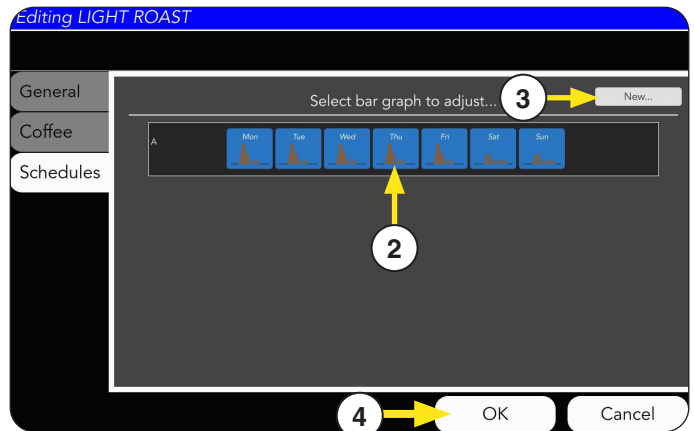 Editing LIGHT ROAST
General
Coffee
Schedules
Select bar graph to adjust...
3
New...
A
Mon Tue Wed Thu Fri Sat Sun
2
4
OK
Cancel